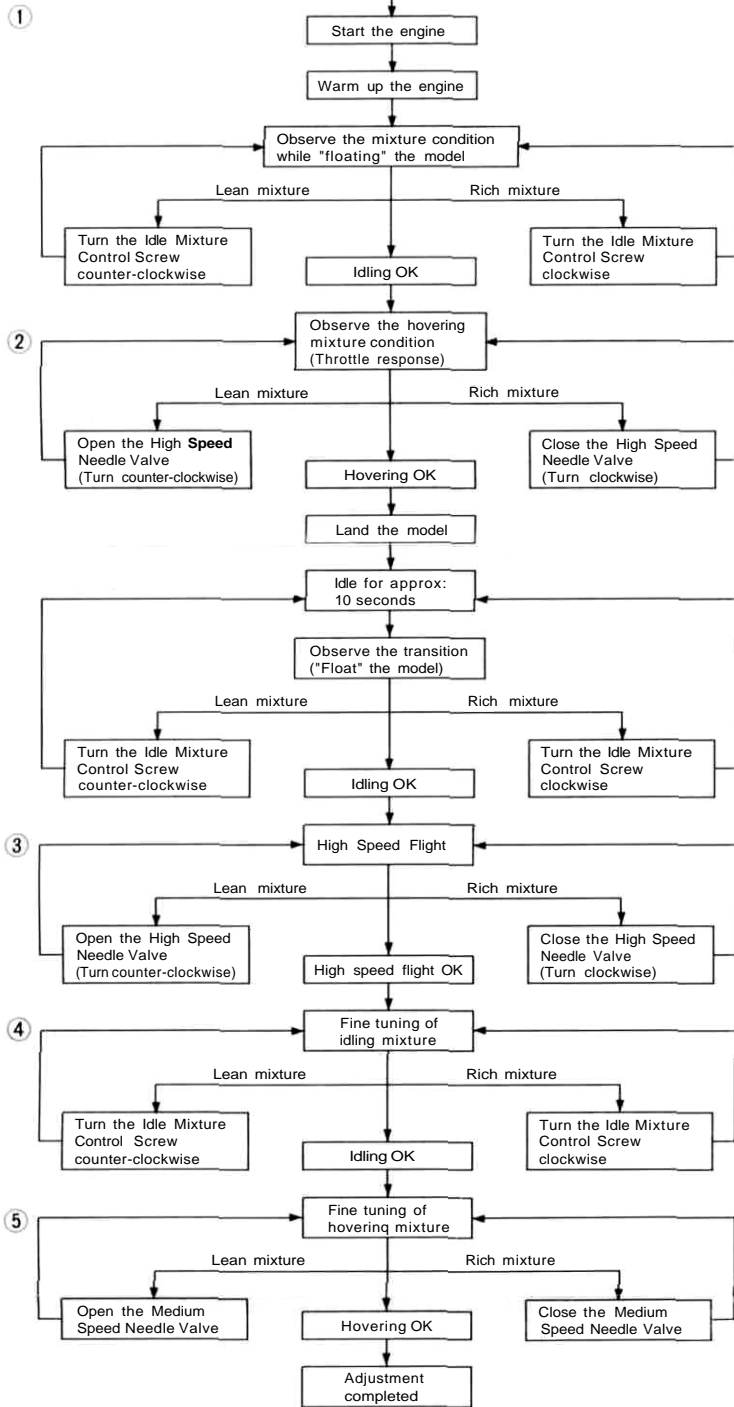 ①
Start the engine
Warm up the engine
Observe the mixture condition
while "floating" the model
Lean mixture
Rich mixture
Turn the Idle Mixture
Control Screw
counter-clockwise
Turn the Idle Mixture
Control Screw
clockwise
Idling OK
②
Observe the hovering
mixture condition
(Throttle response)
Lean mixture
Rich mixture
Open the High Speed
Needle Valve
(Turn counter-clockwise)
Close the High Speed
Needle Valve
(Turn clockwise)
Hovering OK
Land the model
Idle for approx:
10 seconds
Observe the transition
("Float" the model)
Lean mixture
Rich mixture
Turn the Idle Mixture
Control Screw
counter-clockwise
Turn the Idle Mixture
Control Screw
clockwise
Idling OK
③
High Speed Flight
Lean mixture
Rich mixture
Open the High Speed
Needle Valve
(Turn counter-clockwise)
Close the High Speed
Needle Valve
(Turn clockwise)
High speed flight OK
④
Fine tuning of
idling mixture
Lean mixture
Rich mixture
Turn the Idle Mixture
Control Screw
counter-clockwise
Turn the Idle Mixture
Control Screw
clockwise
Idling OK
⑤
Fine tuning of
hoverinq mixture
Lean mixture
Rich mixture
Open the Medium
Speed Needle Valve
Close the Medium
Speed Needle Valve
Hovering OK
Adjustment
completed